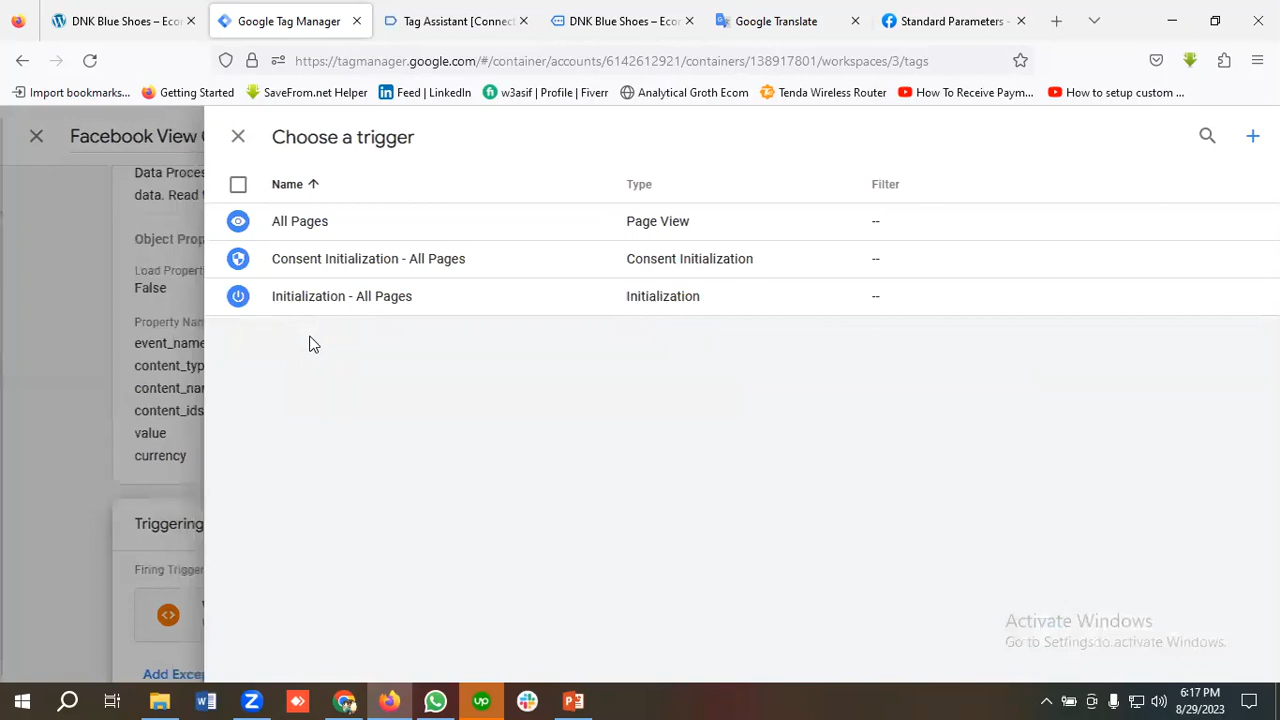 DNK Blue Shoes – Econ
Google Tag Manager
Tag Assistant [Connect
DNK Blue Shoes – Econ
Google Translate
Standard Parameters -
https://tagmanager.google.com/#/container/accounts/6142612921/containers/138917801/workspaces/3/tags
Import bookmarks...
Getting Started
SaveFrom.net Helper
Feed | LinkedIn
w3asif | Profile | Fiverr
Analytical Groth Ecom
Tenda Wireless Router
How To Receive Paym...
How to setup custom ...
Facebook View
Choose a trigger
Data Proces
data. Read
Name
Type
Filter
All Pages
Page View
--
Object Prop
Consent Initialization - All Pages
Consent Initialization
--
Load Property
False
Initialization - All Pages
Initialization
--
Property Nam
event_name
content_typ
content_nam
content_ids
value
currency
Triggering
Firing Trigger
Add Excep
Activate Windows
Go to Settings to activate Windows.
6:17 PM
8/29/2023